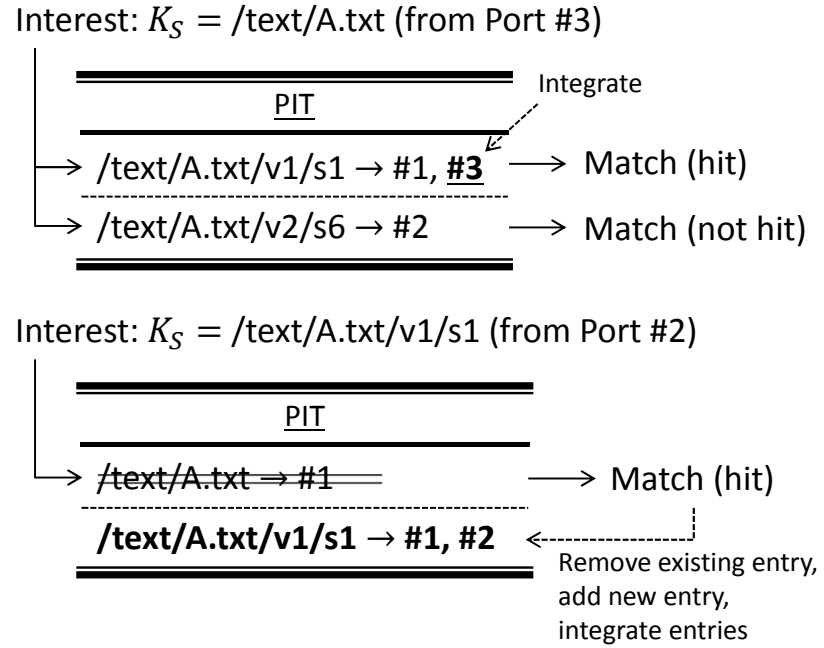 Interest: K_S = /text/A.txt (from Port #3)
Integrate
PIT
/text/A.txt/v1/s1 → #1, #3
Match (hit)
/text/A.txt/v2/s6 → #2
Match (not hit)
Interest: K_S = /text/A.txt/v1/s1 (from Port #2)
PIT
/text/A.txt → #1
Match (hit)
/text/A.txt/v1/s1 → #1, #2
Remove existing entry,
add new entry,
integrate entries